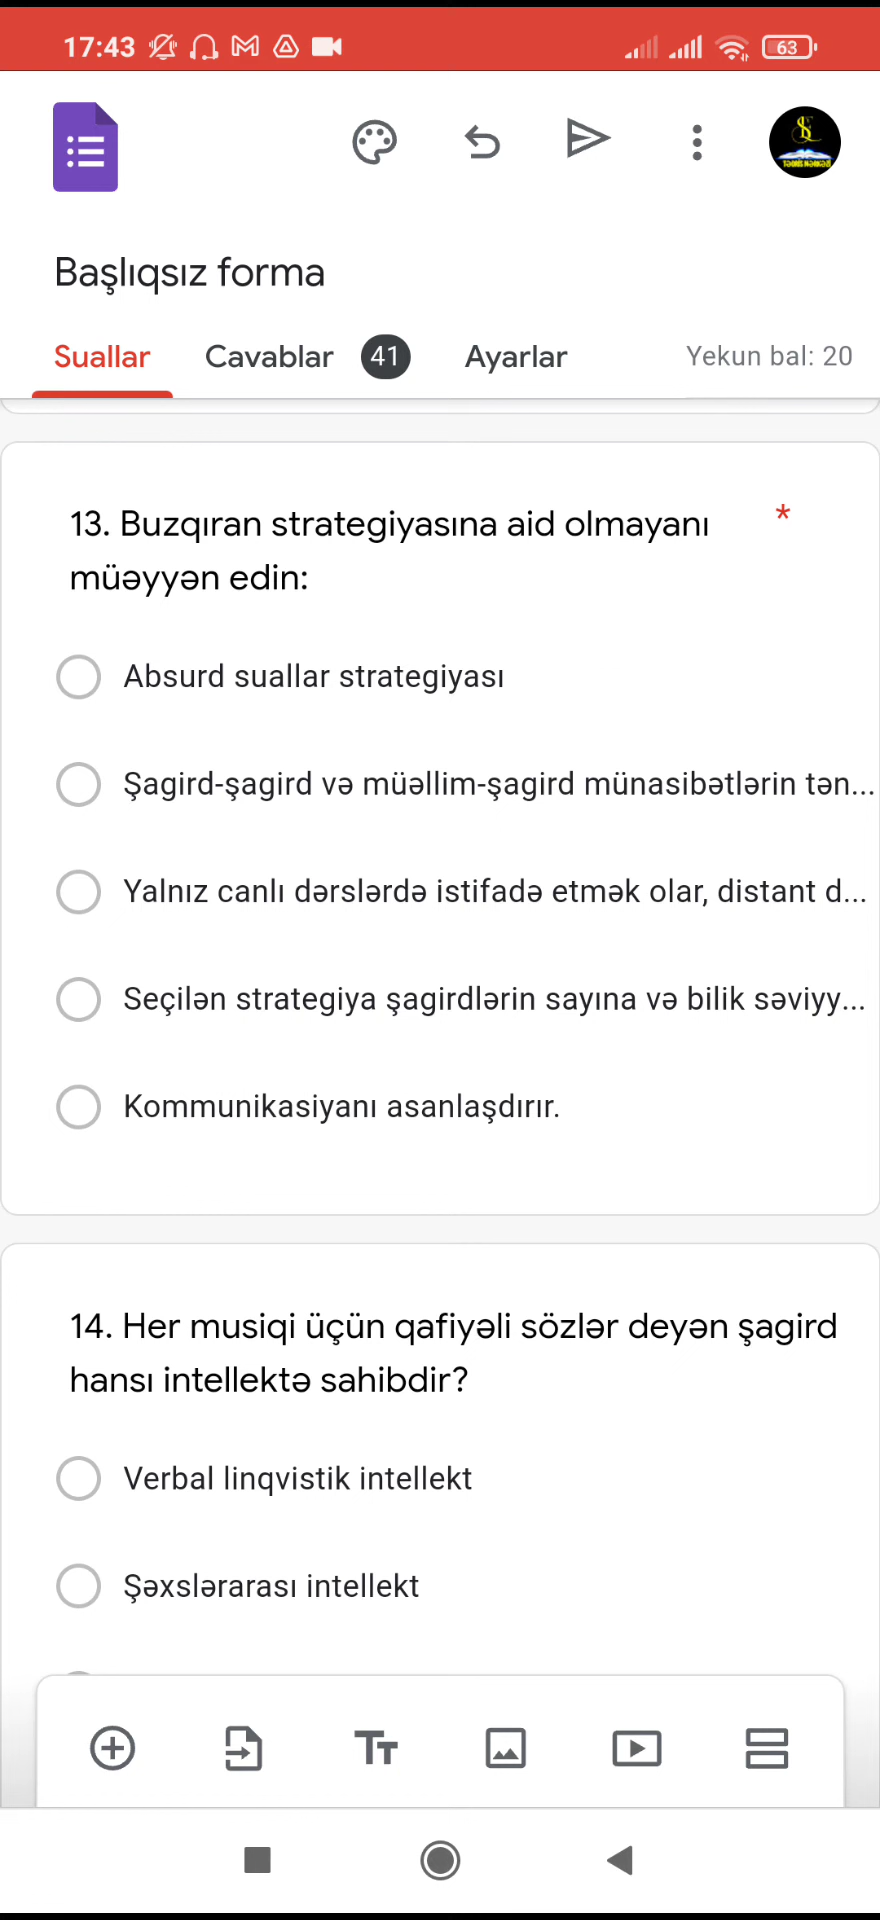 17:43
63
Başlıqsız forma
Suallar Cavablar 41 Ayarlar Yekun bal: 20
13. Buzqıran strategiyasına aid olmayanı *
müəyyən edin:
Absurd suallar strategiyası
Şagird-şagird və müəllim-şagird münasibətlərin tən...
Yalnız canlı dərslərdə istifadə etmək olar, distant d...
Seçilən strategiya şagirdlərin sayına və bilik səviyy...
Kommunikasiyanı asanlaşdırır.
14. Her musiqi üçün qafiyəli sözlər deyən şagird
hansı intellektə sahibdir?
Verbal linqvistik intellekt
Şəxslərarası intellekt